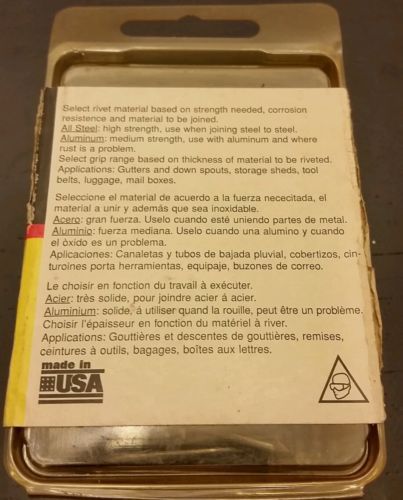 Select rivet material based on strength needed, corrosion
resistence and material to be joined.
All Steel: high strength, use when joining steel to steel.
Aluminum: medium strength, use with aluminum and where
rust is a problem.
Select grip range based on thickness of material to be riveted.
Applications: Gutters and down spouts, storage sheds, tool
belts, luggage, mail boxes.
Seleccione el material de acuerdo a la fuerza nececitada, el
material a unir y además que sea inoxidable.
Acero: gran fuerza. Uselo cuando esté uniendo partes de metal.
Aluminio: fuerza mediana. Uselo cuando una alumino y cuando
el òxido es un problema.
Aplicaciones: Canaletas y tubos de bajada pluvial, cobertizos, cin-
turoines porta herramientas, equipaje, buzones de correo.
Le choisir en fonction du travail à exécuter.
Acier: très solide, pour joindre acier á acier.
Aluminium: solide, á utiliser quand la rouille, peut être un problème.
Choisir l'épaisseur en fonction du matériel à river.
Applications: Gouttières et descentes de gouttières, remises,
ceintures à outils, bagages, boîtes aux lettres.
made in
USA